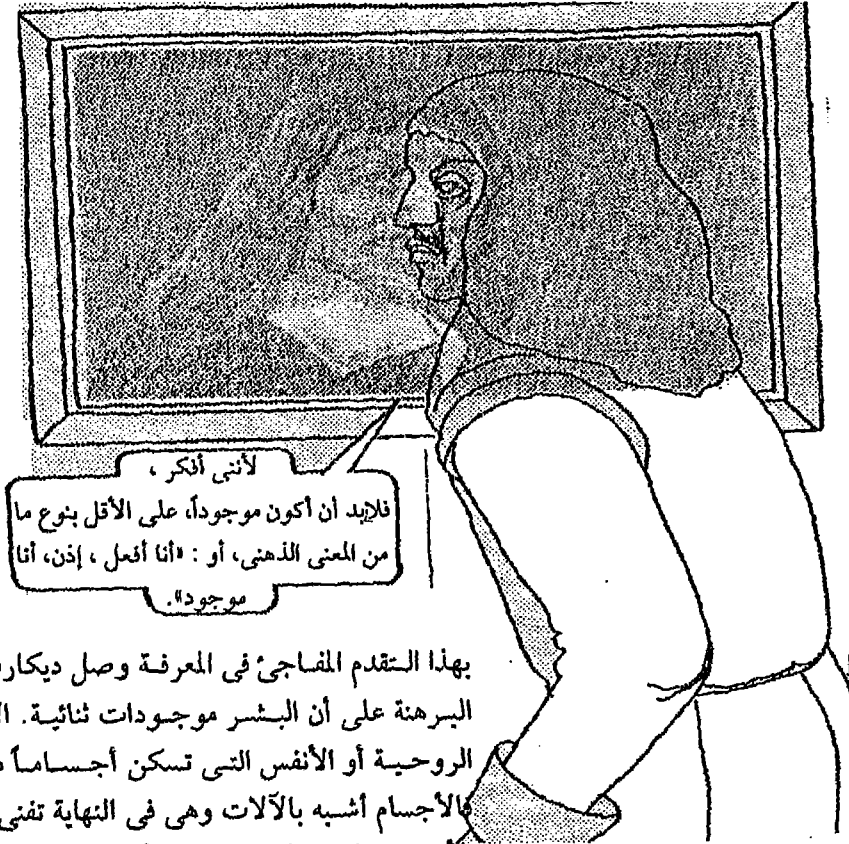 لأننى أفكر ،
فلابد أن أكون موجوداً، على الأقل بنوع ما
من المعنى الذهنى، أو : «أنا أفعل ، إذن، أنا
موجود».
بهذا التقدم المفاجئ فى المعرفة وصل ديكار
البرهنة على أن البشر موجودات ثنائية.
الروحية أو الأنفس التى تسكن أجساماً
فالأجسام أشبه بالآلات وهى فى النهاية تفنى